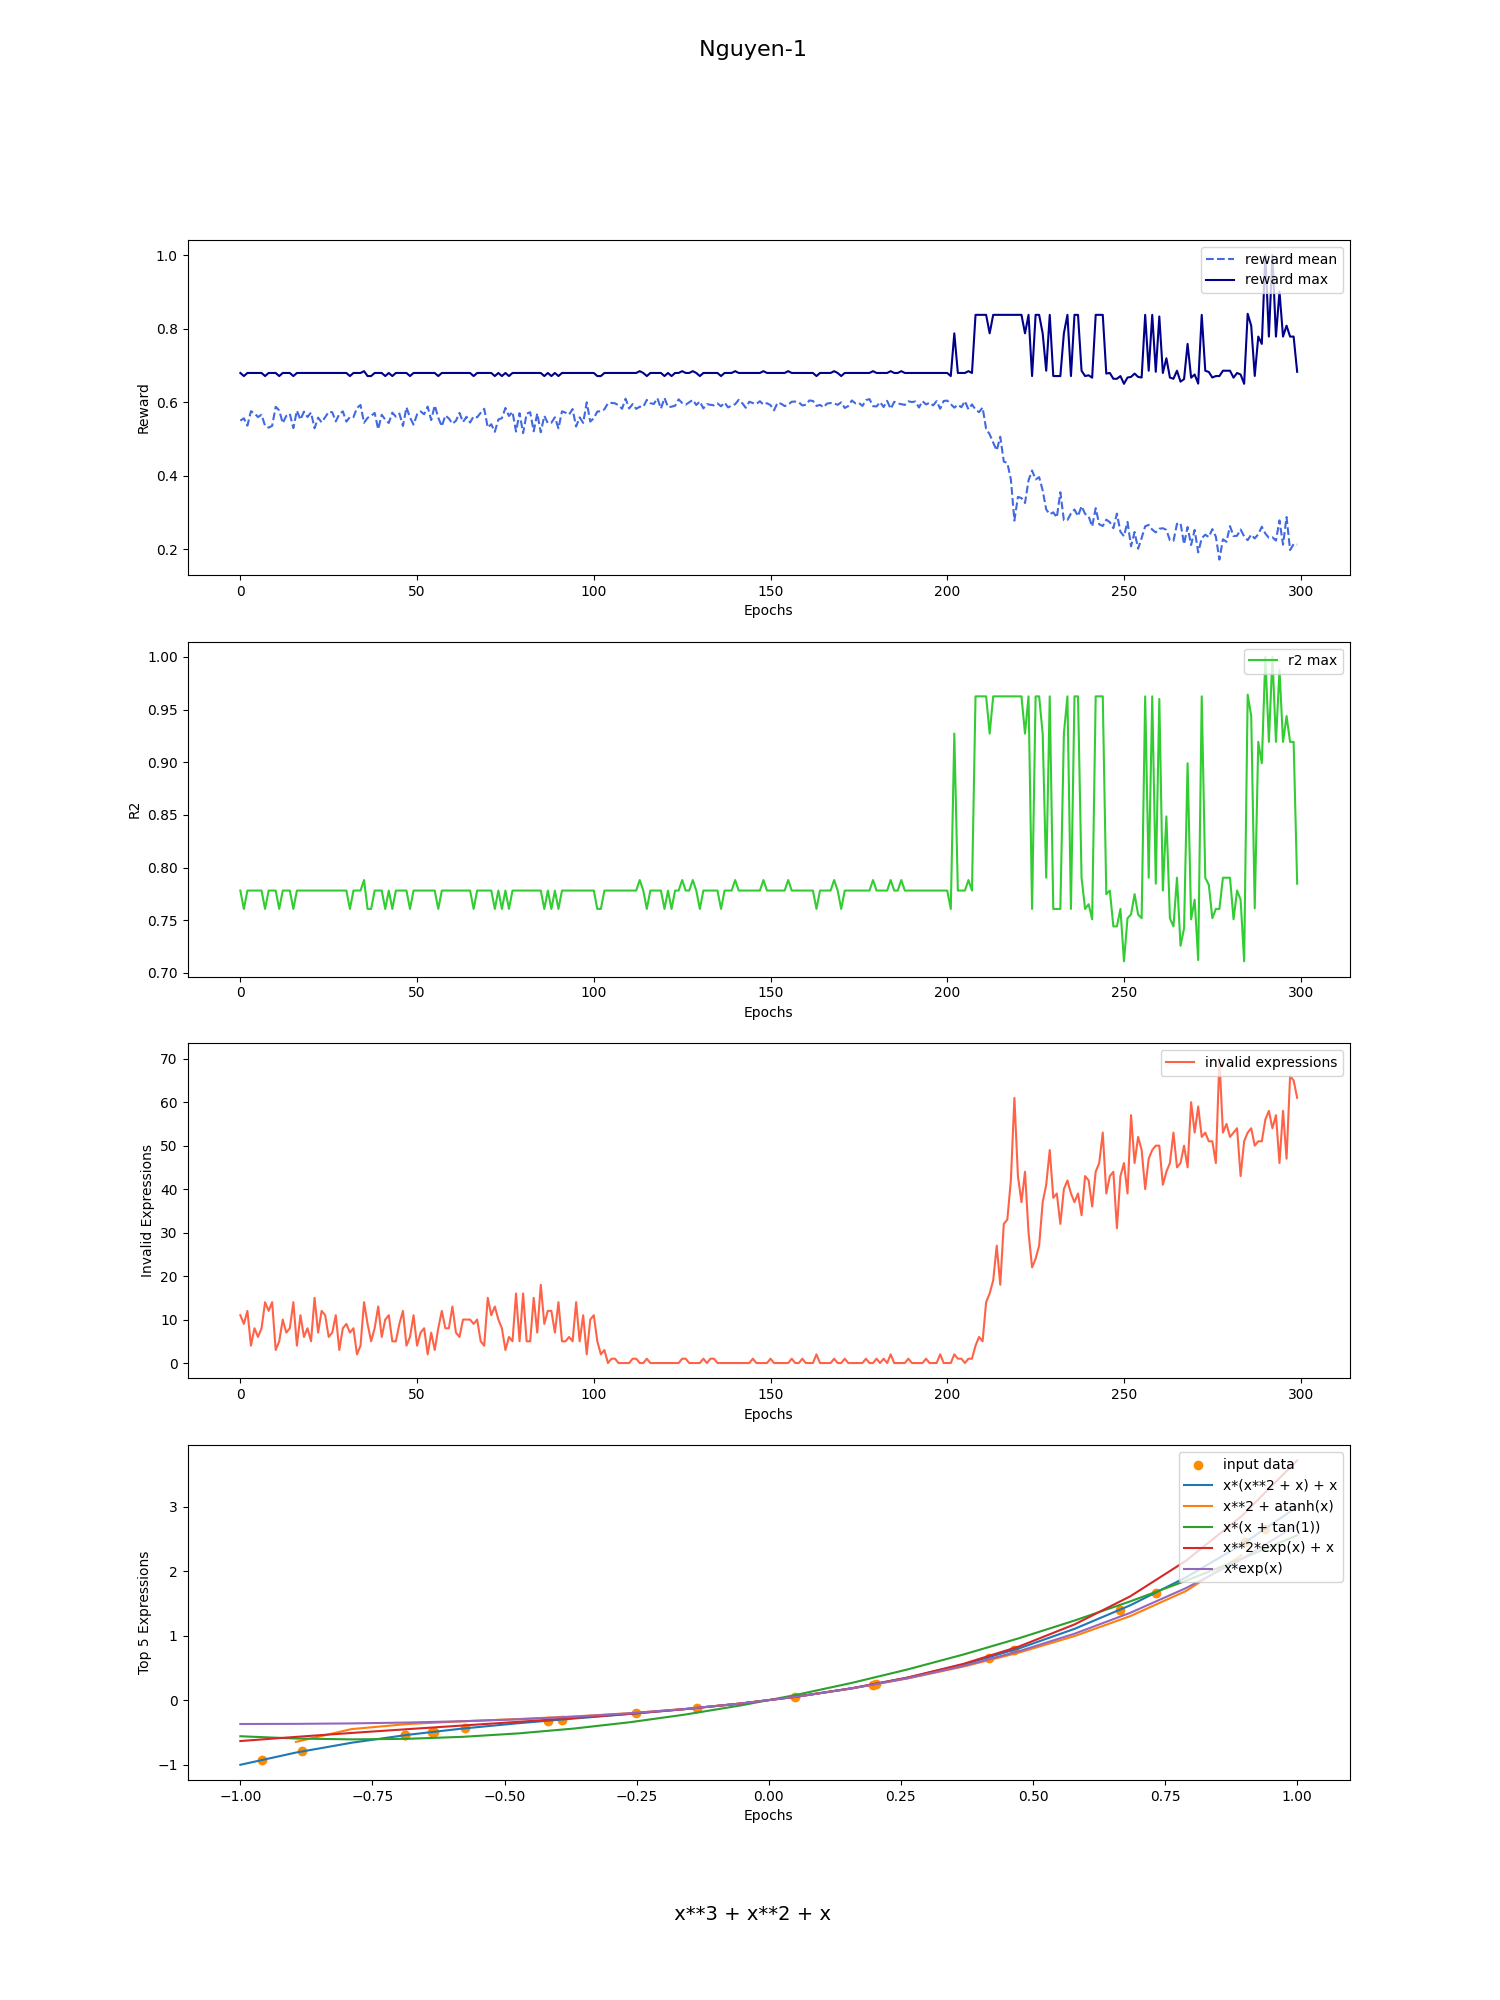 Nguyen-1
1.0
0.8
0.6
0.4
0.2
Reward
reward mean
reward max
0 50 100 150 200 250 300
Epochs
1.00
0.95
0.90
0.85
0.80
0.75
0.70
R2
r2 max
0 50 100 150 200 250 300
Epochs
70
60
50
40
30
20
10
0
Invalid Expressions
invalid expressions
0 50 100 150 200 250 300
Epochs
3
2
1
0
−1
Top 5 Expressions
input data
x*(x**2 + x) + x
x**2 + atanh(x)
x*(x + tan(1))
x**2*exp(x) + x
x*exp(x)
−1.00 −0.75 −0.50 −0.25 0.00 0.25 0.50 0.75 1.00
Epochs
x**3 + x**2 + x